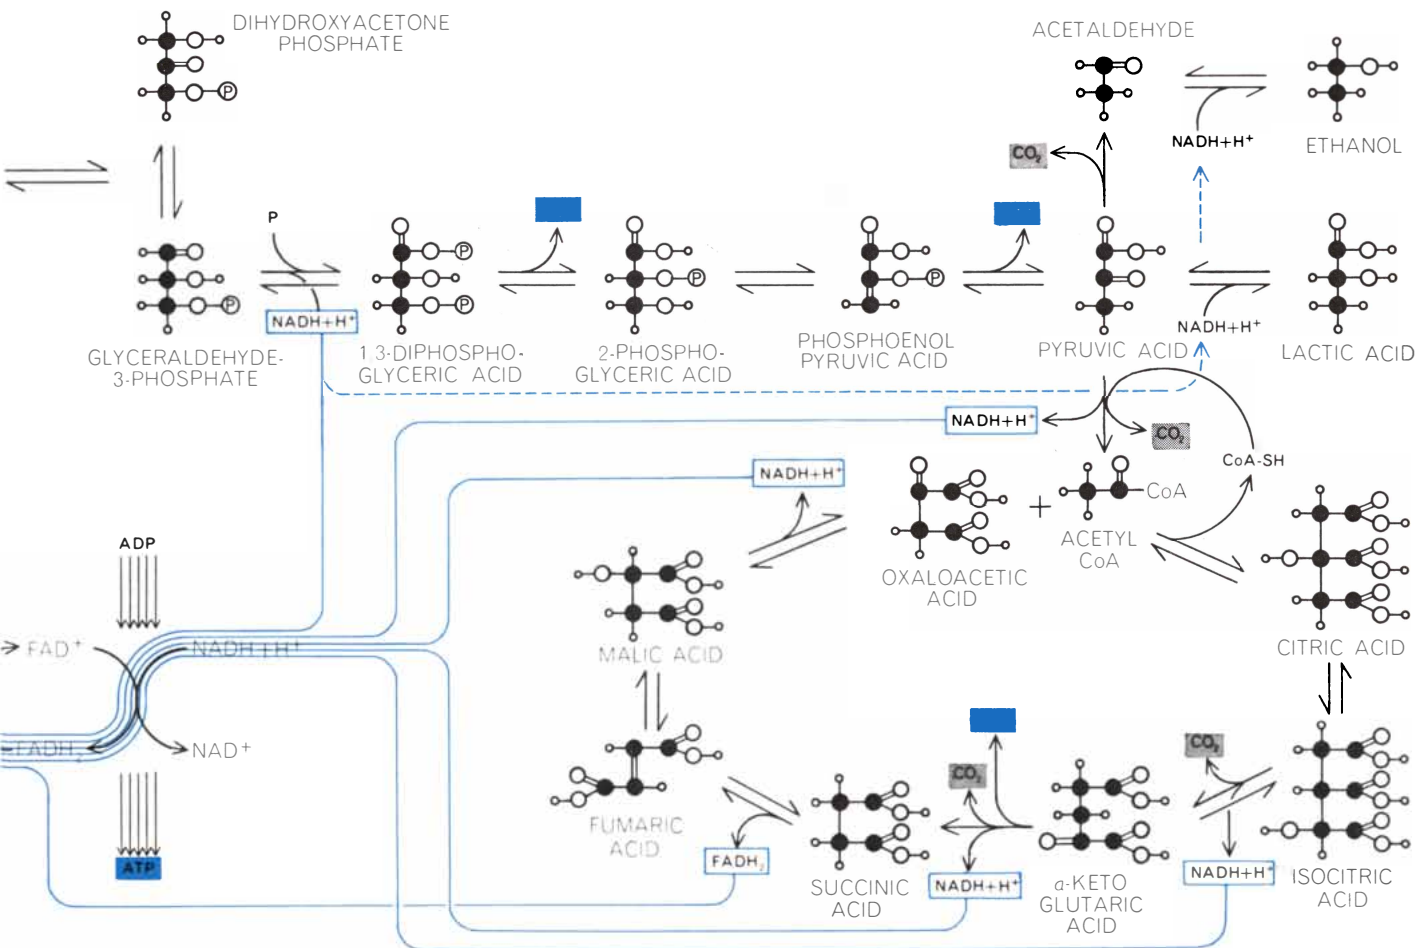 DIHYDROXYACETONE
PHOSPHATE
P
ACETALDEHYDE
CO₂
NADH+H⁺
ETHANOL
P
P
NADH+H⁺
GLYCERALDEHYDE-
3-PHOSPHATE
P
P
1,3-DIPHOSPHO-
GLYCERIC ACID
P
2-PHOSPHO-
GLYCERIC ACID
P
PHOSPHOENOL
PYRUVIC ACID
PYRUVIC ACID
NADH+H⁺
LACTIC ACID
NADH+H⁺
CO₂
CoA-SH
NADH+H⁺
OXALOACETIC
ACID
+
CoA
ACETYL
CoA
CITRIC ACID
MALIC ACID
ADP
FAD⁺
NADH+H⁺
FADH₂
NAD⁺
ATP
FUMARIC
ACID
FADH₂
SUCCINIC
ACID
CO₂
NADH+H⁺
α-KETO
GLUTARIC
ACID
CO₂
NADH+H⁺
ISOCITRIC
ACID